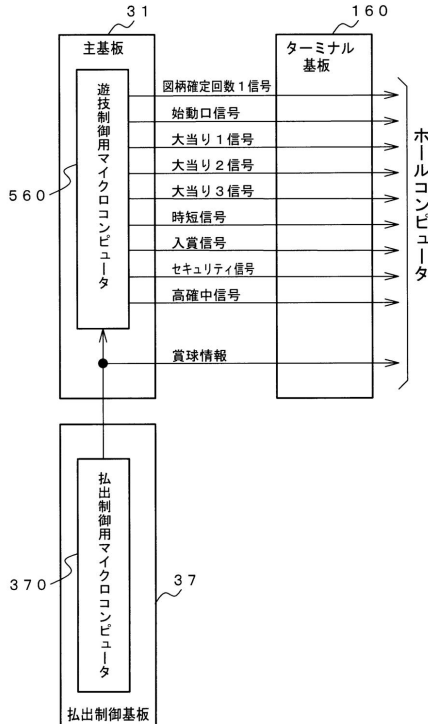 31
主基板
160
ターミナル
基板
遊技制御用マイクロコンピュータ
560
図柄確定回数1信号
始動口信号
大当り1信号
大当り2信号
大当り3信号
時短信号
入賞信号
セキュリティ信号
高確中信号
賞球情報
ホールコンピュータ
払出制御用マイクロコンピュータ
370
37
払出制御基板